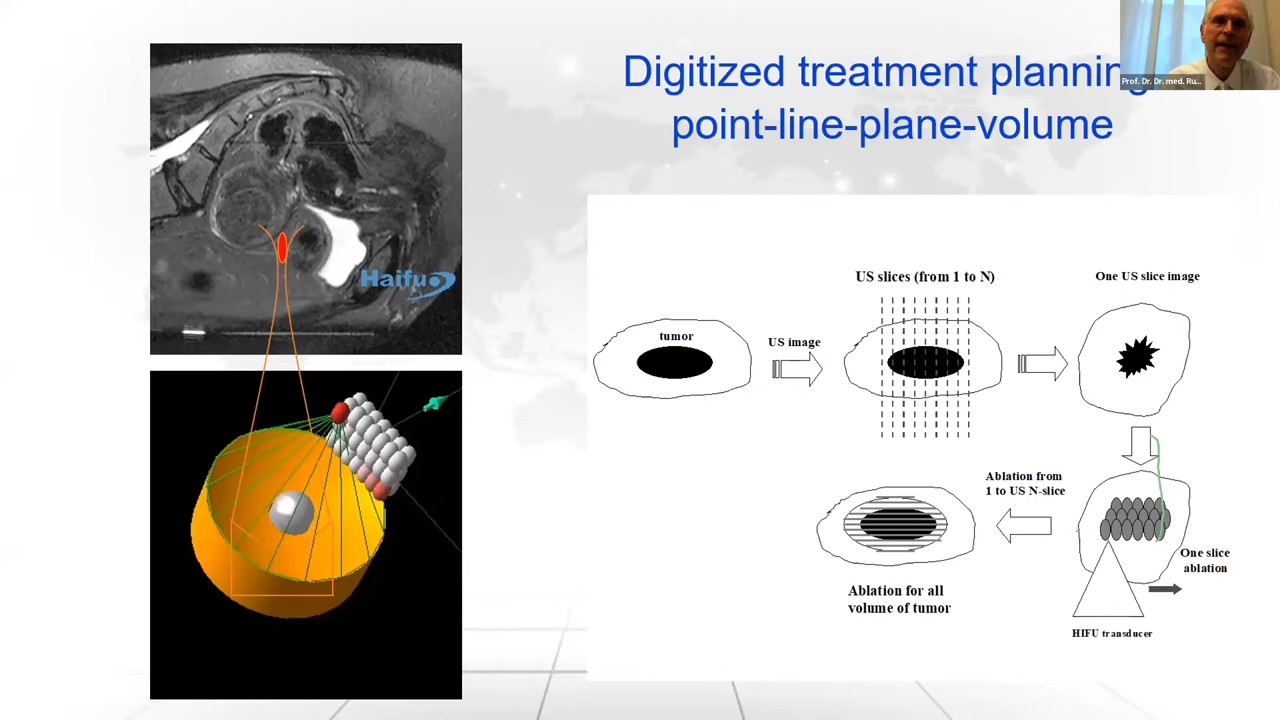 Digitized treatment planning
point-line-plane-volume
Prof. Dr. Dr. med. Ru...
Haifu
US slices (from 1 to N)
One US slice image
tumor
US image
Ablation from
1 to US N-slice
One slice
ablation
Ablation for all
volume of tumor
HIFU transducer